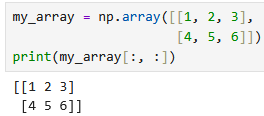 my_array = np.array([[1, 2, 3],
                     [4, 5, 6]])
print(my_array[:, :])
[[1 2 3]
 [4 5 6]]